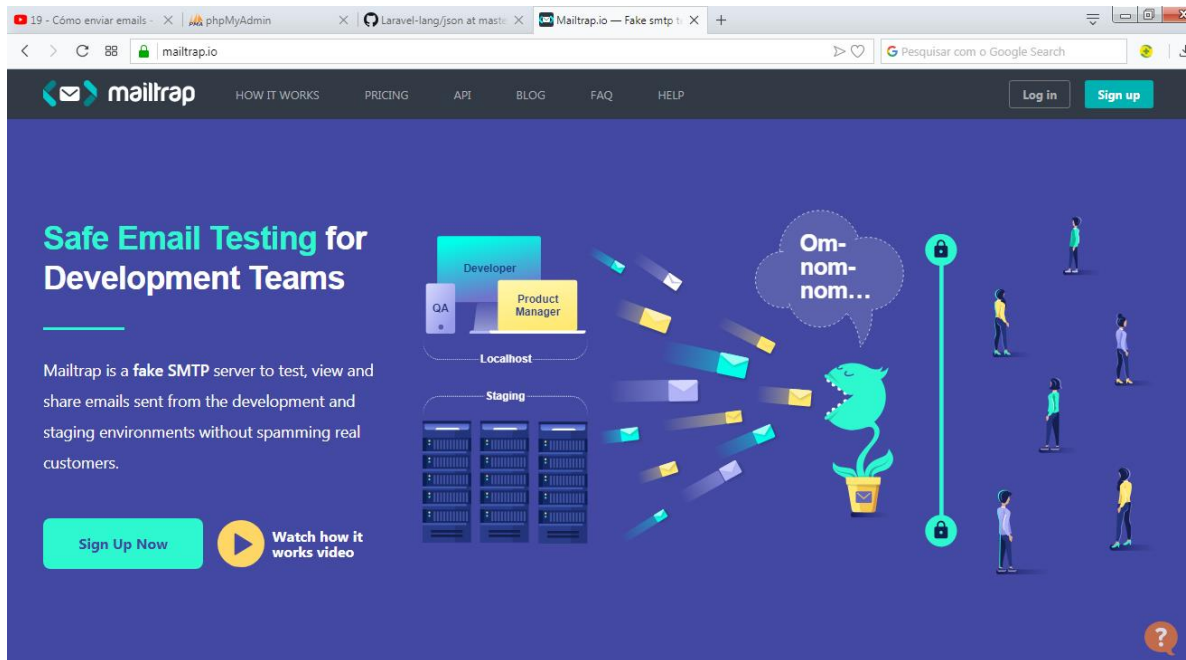 19 - Cómo enviar emails -
phpMyAdmin
Laravel-lang/json at mast
Mailtrap.io — Fake smtp t
mailtrap.io
G Pesquisar com o Google Search
mailtrap
HOW IT WORKS
PRICING
API
BLOG
FAQ
HELP
Log in
Sign up
Safe Email Testing for
Development Teams
Mailtrap is a fake SMTP server to test, view and
share emails sent from the development and
staging environments without spamming real
customers.
Sign Up Now
Watch how it
works video
Developer
QA
Product
Manager
Localhost
Staging
Om-
nom-
nom...
?